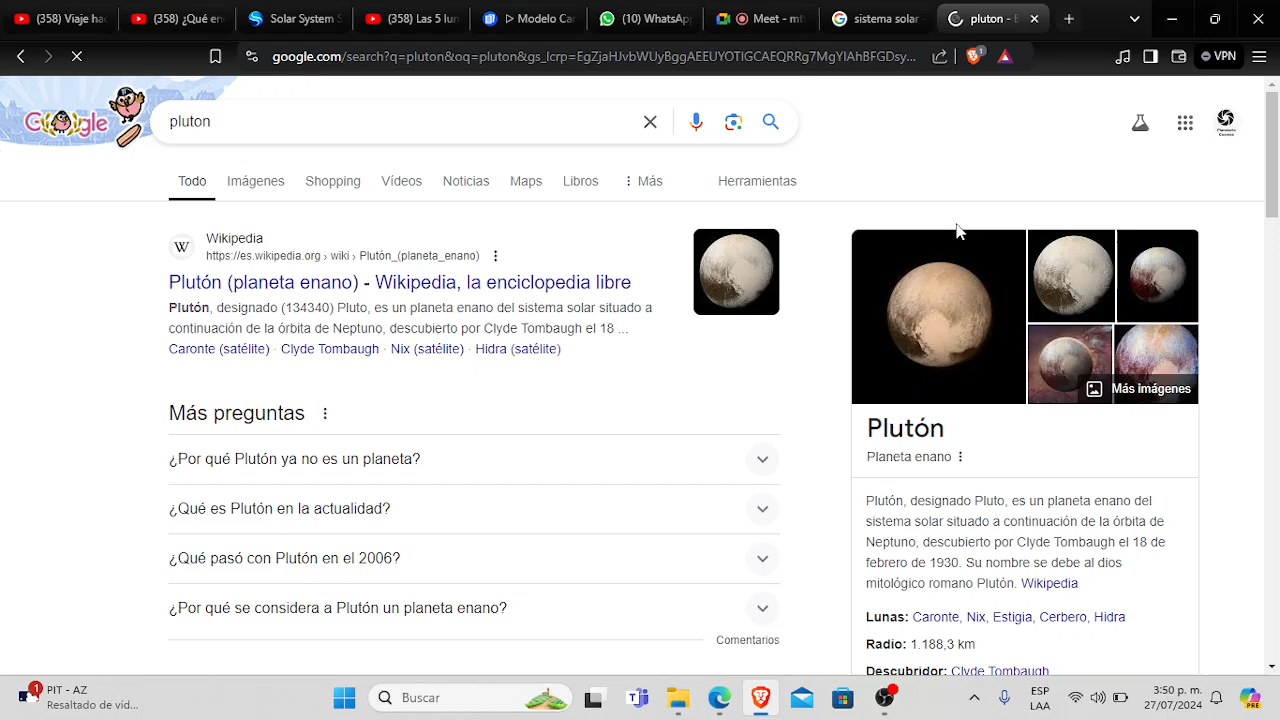 (358) Viaje hac
(358) ¿Qué en
Solar System S
(358) Las 5 lun
Modelo Car
(10) WhatsApp
Meet - mt
sistema solar
pluton - B
google.com/search?q=pluton&oq=pluton&gs_lcrp=EgZjaHJvbWUyBggAEEUYOTIGCAEQRRg7MgYIAhBFGDsy...
1
VPN
Google
pluton
Todo
Imágenes
Shopping
Vídeos
Noticias
Maps
Libros
Más
Herramientas
W
Wikipedia
https://es.wikipedia.org › wiki › Plutón_(planeta_enano)
Plutón (planeta enano) - Wikipedia, la enciclopedia libre
Plutón, designado (134340) Pluto, es un planeta enano del sistema solar situado a
continuación de la órbita de Neptuno, descubierto por Clyde Tombaugh el 18 ...
Caronte (satélite) · Clyde Tombaugh · Nix (satélite) · Hidra (satélite)
Más preguntas
¿Por qué Plutón ya no es un planeta?
¿Qué es Plutón en la actualidad?
¿Qué pasó con Plutón en el 2006?
¿Por qué se considera a Plutón un planeta enano?
Comentarios
Más imágenes
Plutón
Planeta enano
Plutón, designado Pluto, es un planeta enano del
sistema solar situado a continuación de la órbita de
Neptuno, descubierto por Clyde Tombaugh el 18 de
febrero de 1930. Su nombre se debe al dios
mitológico romano Plutón. Wikipedia
Lunas: Caronte, Nix, Estigia, Cerbero, Hidra
Radio: 1.188,3 km
Descubridor: Clyde Tombaugh
1
PIT - AZ
Resaltado de víd...
Buscar
ESP
LAA
3:50 p. m.
27/07/2024
PRE